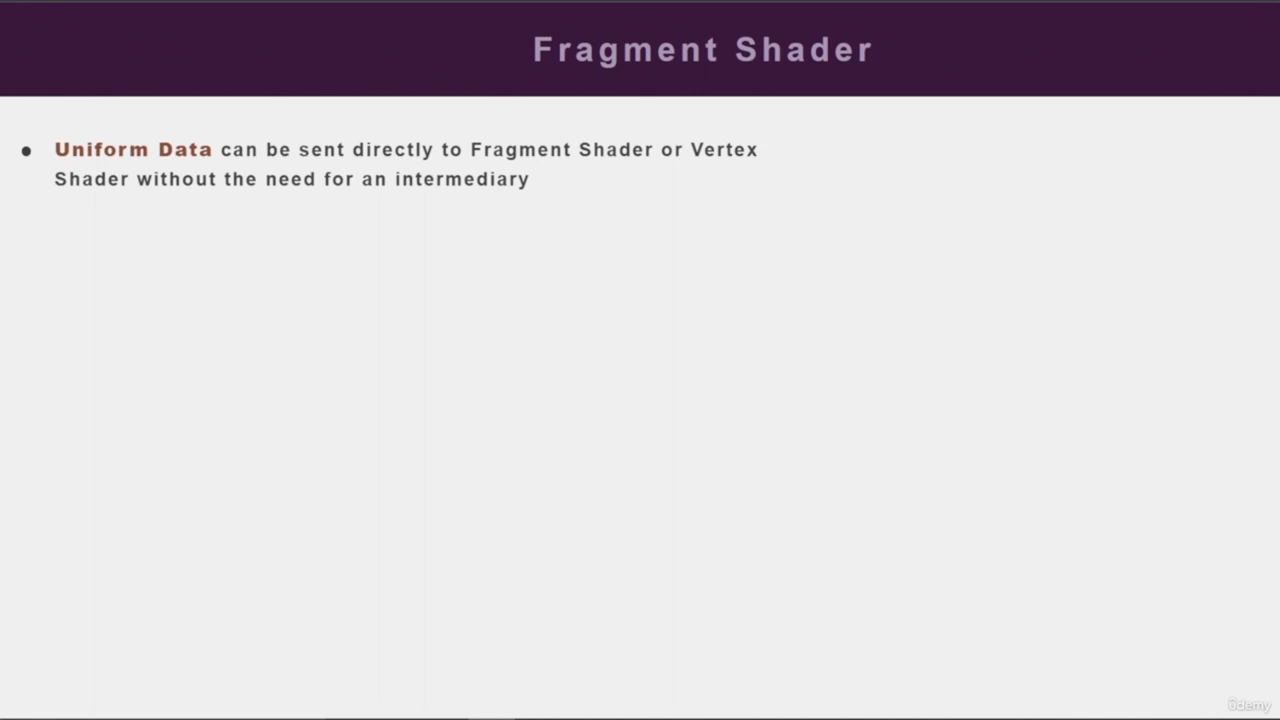 Fragment Shader
● Uniform Data can be sent directly to Fragment Shader or Vertex
Shader without the need for an intermediary
ûdemy